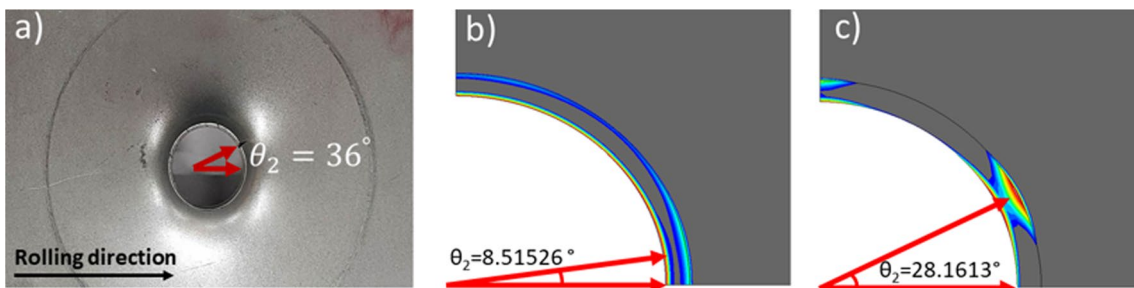 a)
θ₂ = 36°
Rolling direction
b)
θ₂=8.51526°
c)
θ₂=28.1613°